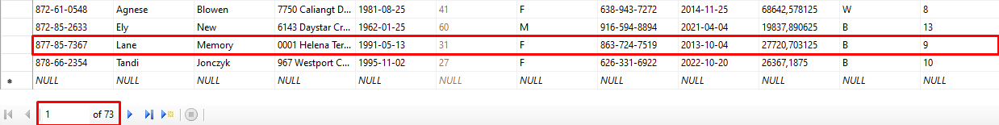 872-61-0548 Agnese Blowen 7750 Caliangt D... 1981-08-25 41 F 638-943-7272 2014-11-25 68642,578125 W 8
872-85-2633 Ely New 6143 Daystar Cr... 1962-01-25 60 M 916-594-8894 2021-04-04 19837,890625 B 13
877-85-7367 Lane Memory 0001 Helena Ter... 1991-05-13 31 F 863-724-7519 2013-10-04 27720,703125 B 9
878-66-2354 Tandi Jonczyk 967 Westport C... 1995-11-02 27 F 626-331-6922 2022-10-20 26367,1875 B 10
NULL NULL NULL NULL NULL NULL NULL NULL NULL NULL NULL NULL
1 of 73